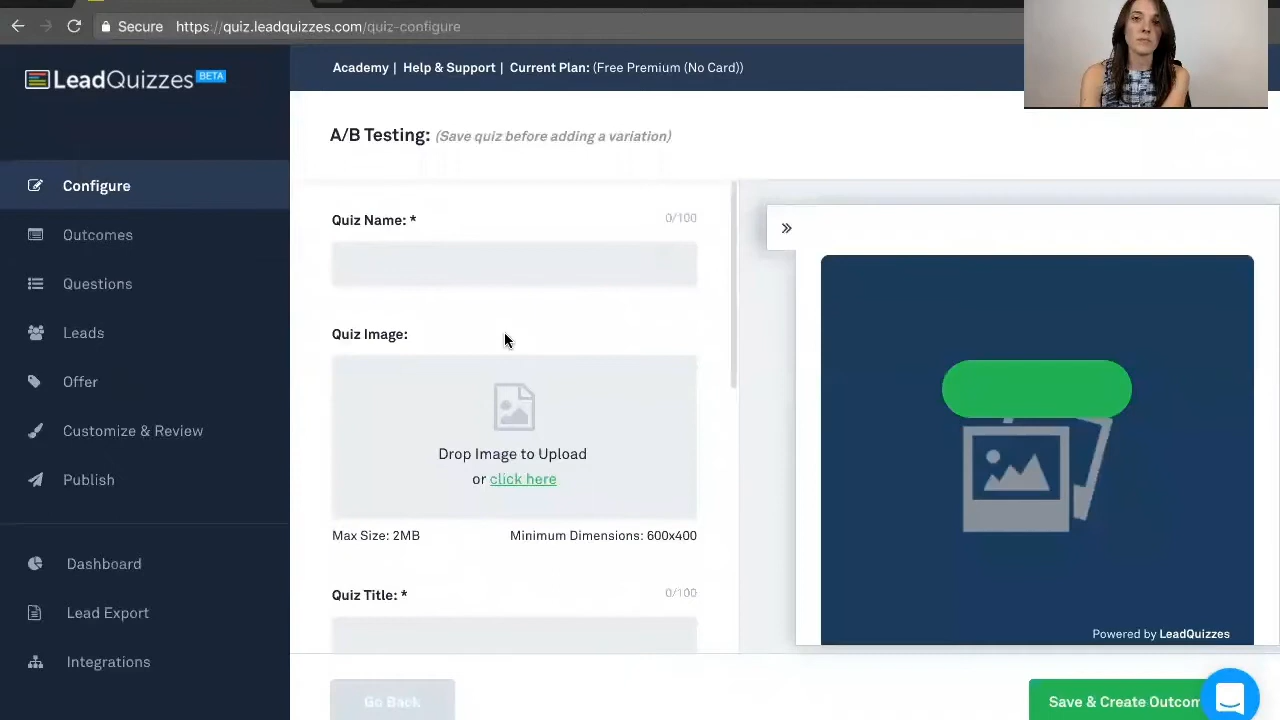 Secure https://quiz.leadquizzes.com/quiz-configure
LeadQuizzes BETA
Academy | Help & Support | Current Plan: (Free Premium (No Card))
A/B Testing: (Save quiz before adding a variation)
Configure
Outcomes
Questions
Leads
Offer
Customize & Review
Publish
Dashboard
Lead Export
Integrations
Quiz Name: * 0/100
Quiz Image:
Drop Image to Upload
or click here
Max Size: 2MB Minimum Dimensions: 600x400
Quiz Title: * 0/100
Powered by LeadQuizzes
Go Back
Save & Create Outcom